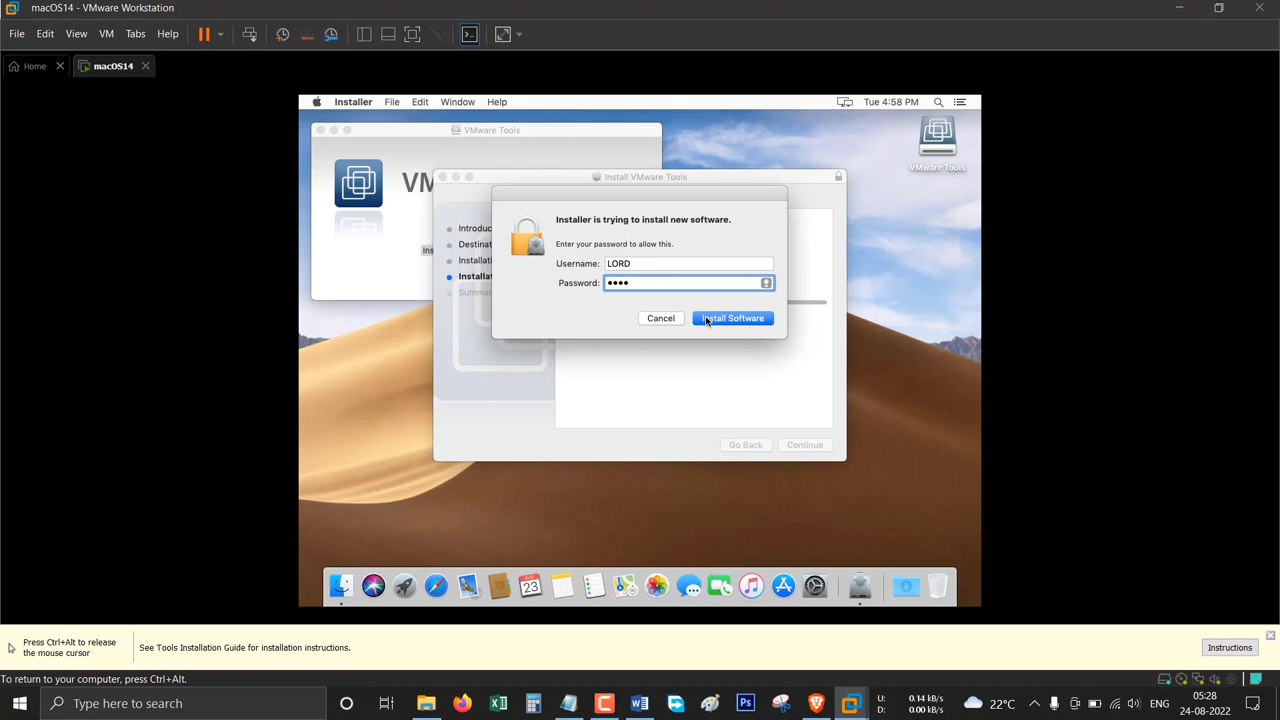 macOS14 - VMware Workstation
File Edit View VM Tabs Help
Home macOS14
Installer File Edit Window Help Tue 4:58 PM
VMware Tools
VMware Tools
Install VMware Tools
Installer is trying to install new software.
Enter your password to allow this.
Username: LORD
Password: ••••
Cancel Install Software
Go Back Continue
AUG
23
Press Ctrl+Alt to release
the mouse cursor
See Tools Installation Guide for installation instructions.
Instructions
To return to your computer, press Ctrl+Alt.
Type here to search
U: 0.14 kB/s
D: 0.00 kB/s
22°C
ENG
05:28
24-08-2022